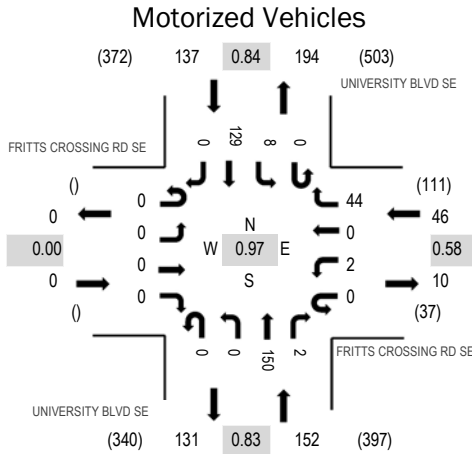 Motorized Vehicles
(372) 137 0.84 194 (503)
UNIVERSITY BLVD SE
0 129 8 0
FRITTS CROSSING RD SE
() 0 44 (111)
0 0 N 0 46
0.00 W 0.97 E 0.58
0 0 S 2 10
() 0 0 (37)
0 0 150 2
FRITTS CROSSING RD SE
UNIVERSITY BLVD SE
(340) 131 0.83 152 (397)